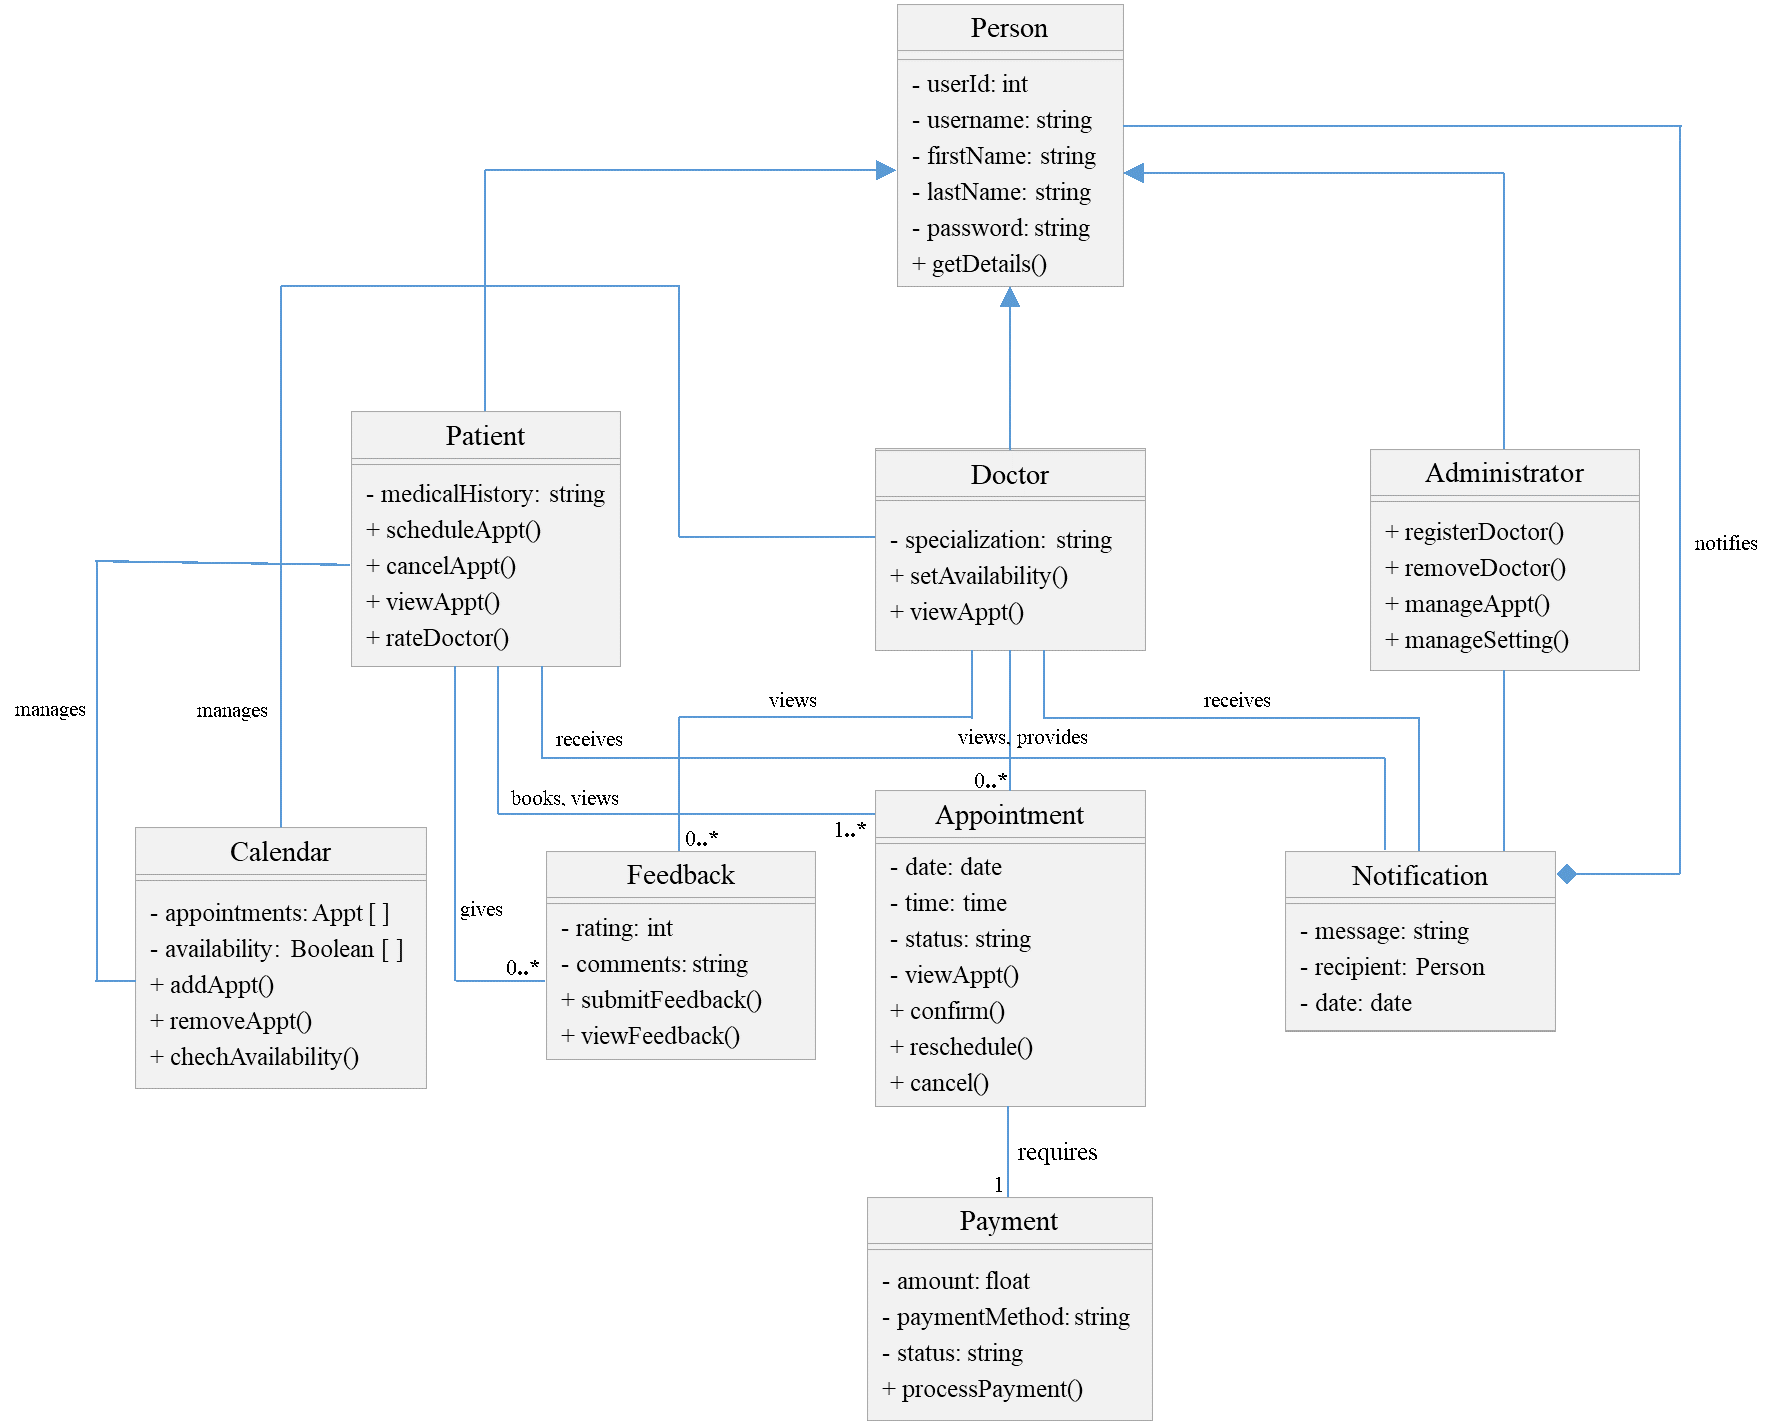 Person
- userId: int
- username: string
- firstName: string
- lastName: string
- password: string
+ getDetails()
Patient
- medicalHistory: string
+ scheduleAppt()
+ cancelAppt()
+ viewAppt()
+ rateDoctor()
Doctor
- specialization: string
+ setAvailability()
+ viewAppt()
Administrator
+ registerDoctor()
+ removeDoctor()
+ manageAppt()
+ manageSetting()
notifies
manages
manages
views
receives
receives
views, provides
books, views
0..*
1..*
0..*
gives
0..*
Calendar
- appointments: Appt [ ]
- availability: Boolean [ ]
+ addAppt()
+ removeAppt()
+ chechAvailability()
Feedback
- rating: int
- comments: string
+ submitFeedback()
+ viewFeedback()
Appointment
- date: date
- time: time
- status: string
- viewAppt()
+ confirm()
+ reschedule()
+ cancel()
Notification
- message: string
- recipient: Person
- date: date
requires
1
Payment
- amount: float
- paymentMethod: string
- status: string
+ processPayment()